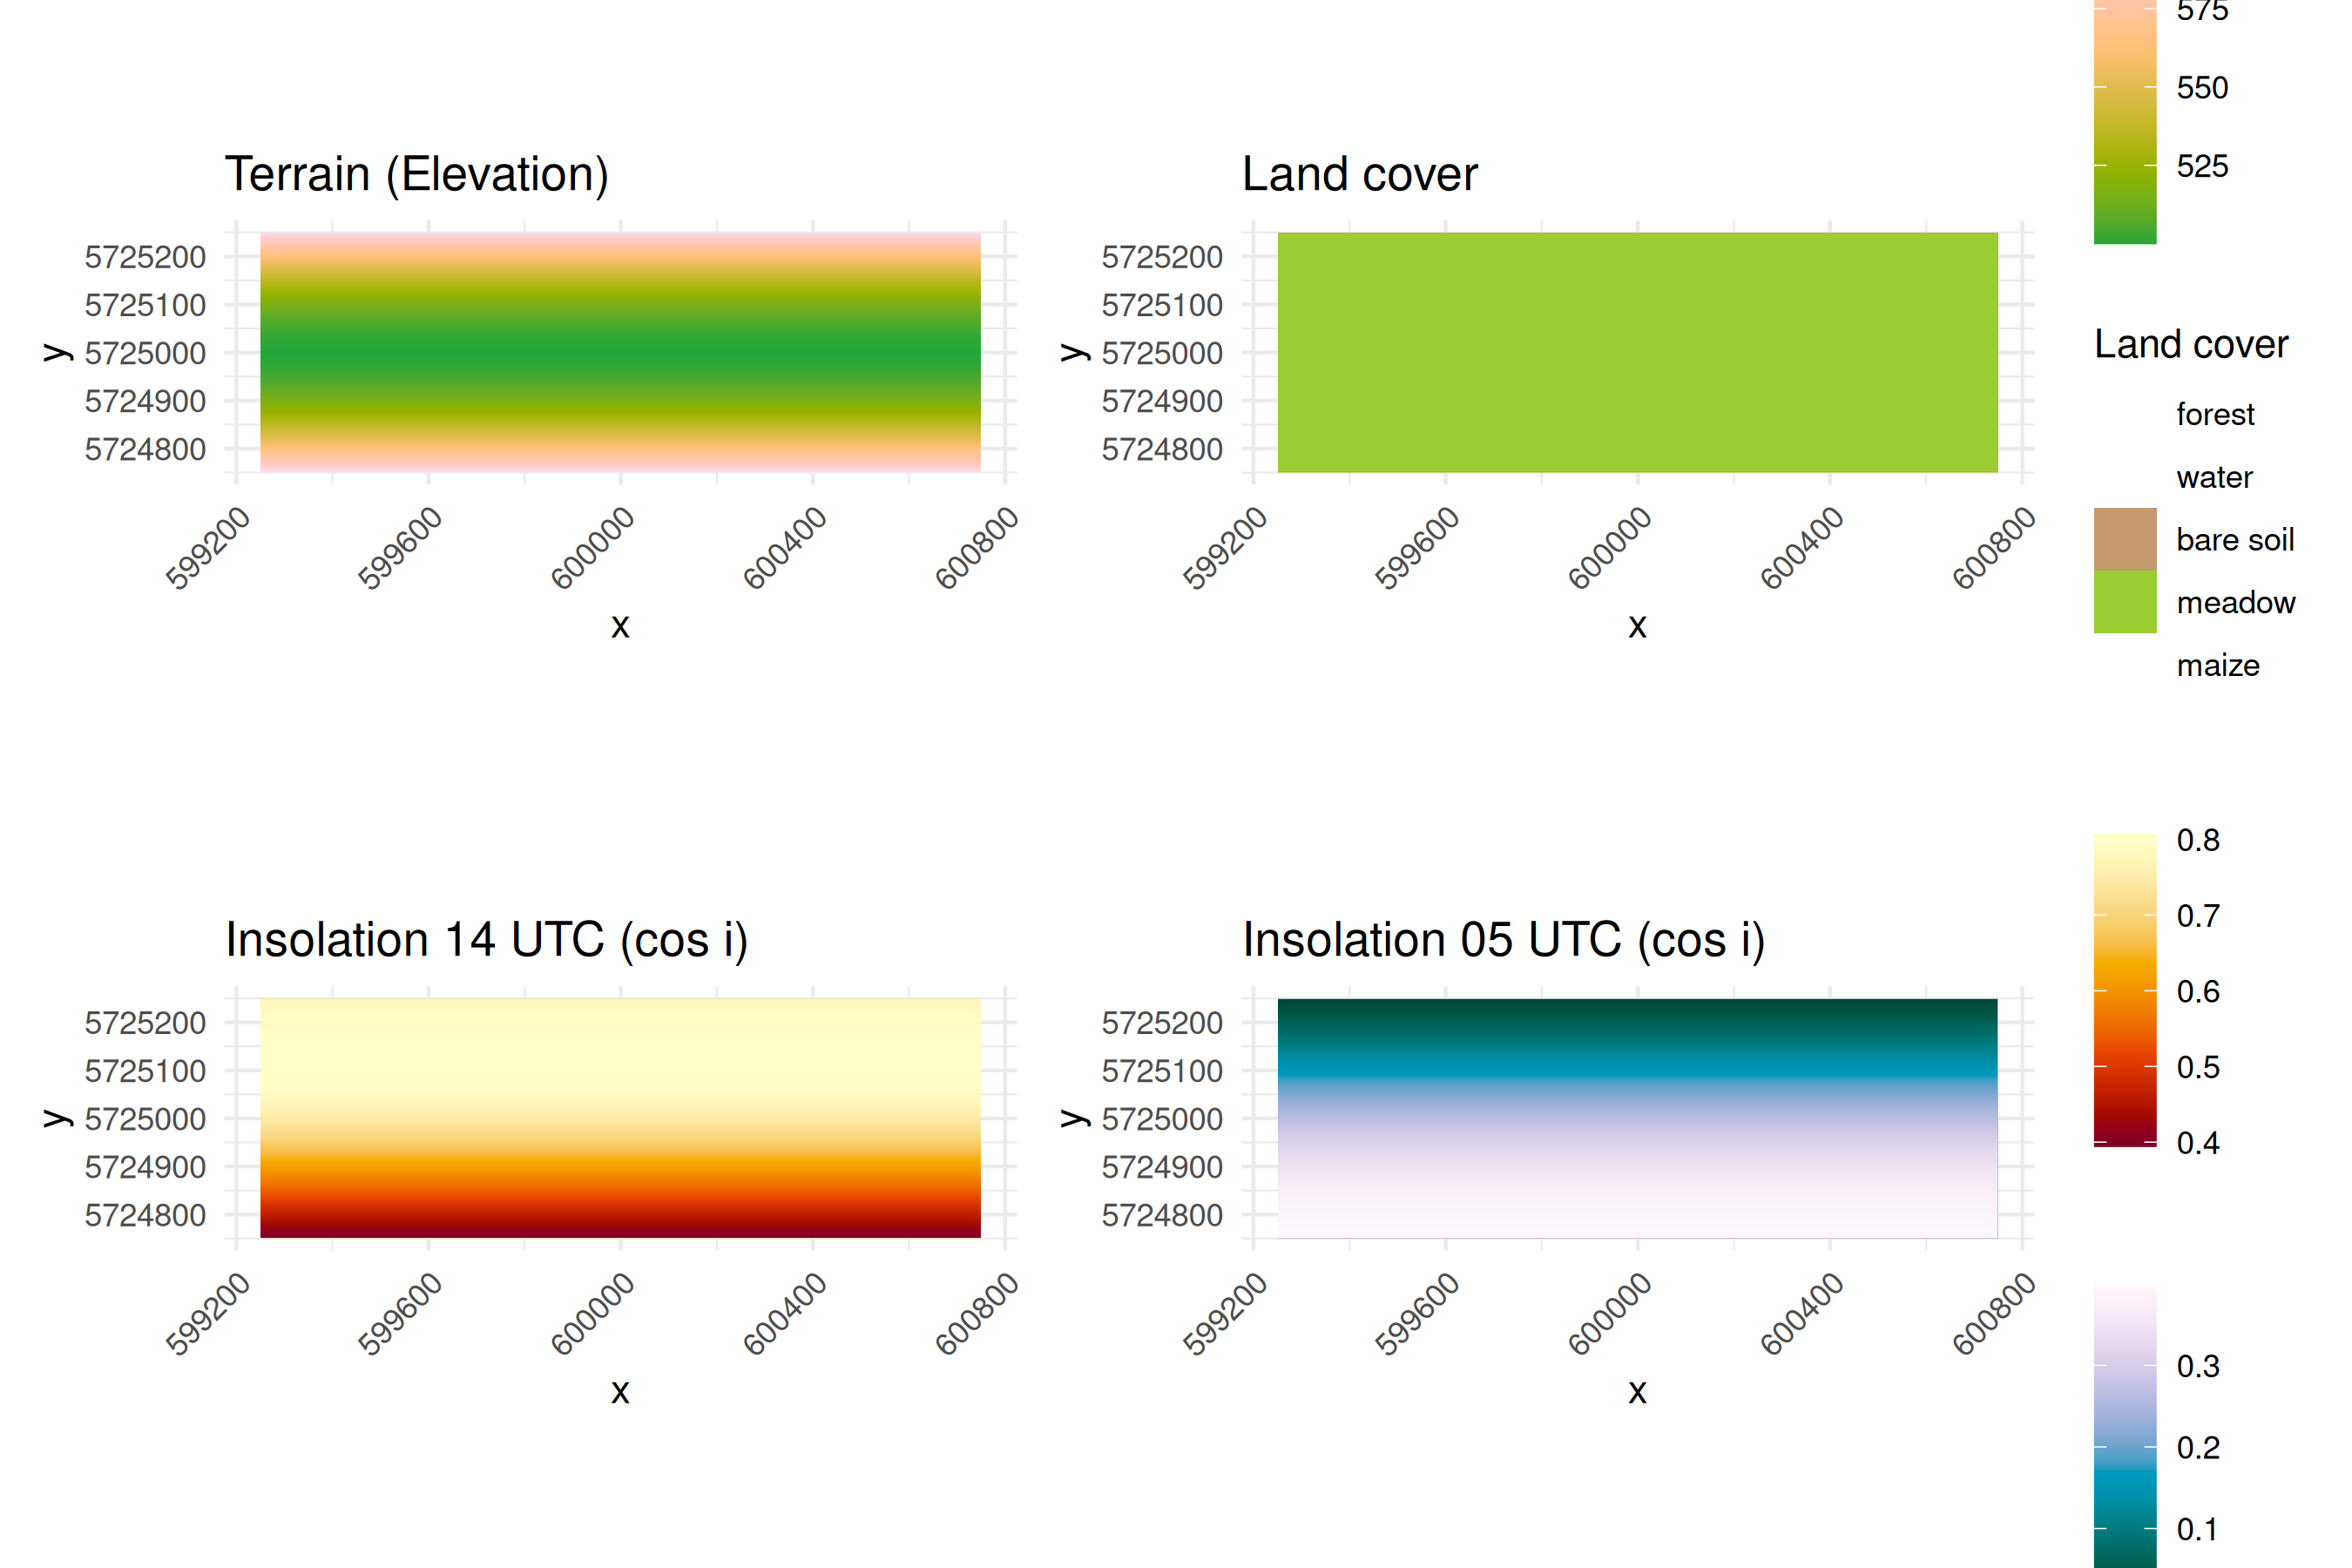 575
550
525
Terrain (Elevation)
5725200
5725100
5725000
5724900
5724800
y
599200
599600
600000
600400
600800
x
Land cover
5725200
5725100
5725000
5724900
5724800
y
599200
599600
600000
600400
600800
x
Land cover
forest
water
bare soil
meadow
maize
Insolation 14 UTC (cos i)
5725200
5725100
5725000
5724900
5724800
y
599200
599600
600000
600400
600800
x
Insolation 05 UTC (cos i)
5725200
5725100
5725000
5724900
5724800
y
599200
599600
600000
600400
600800
x
0.8
0.7
0.6
0.5
0.4
0.3
0.2
0.1